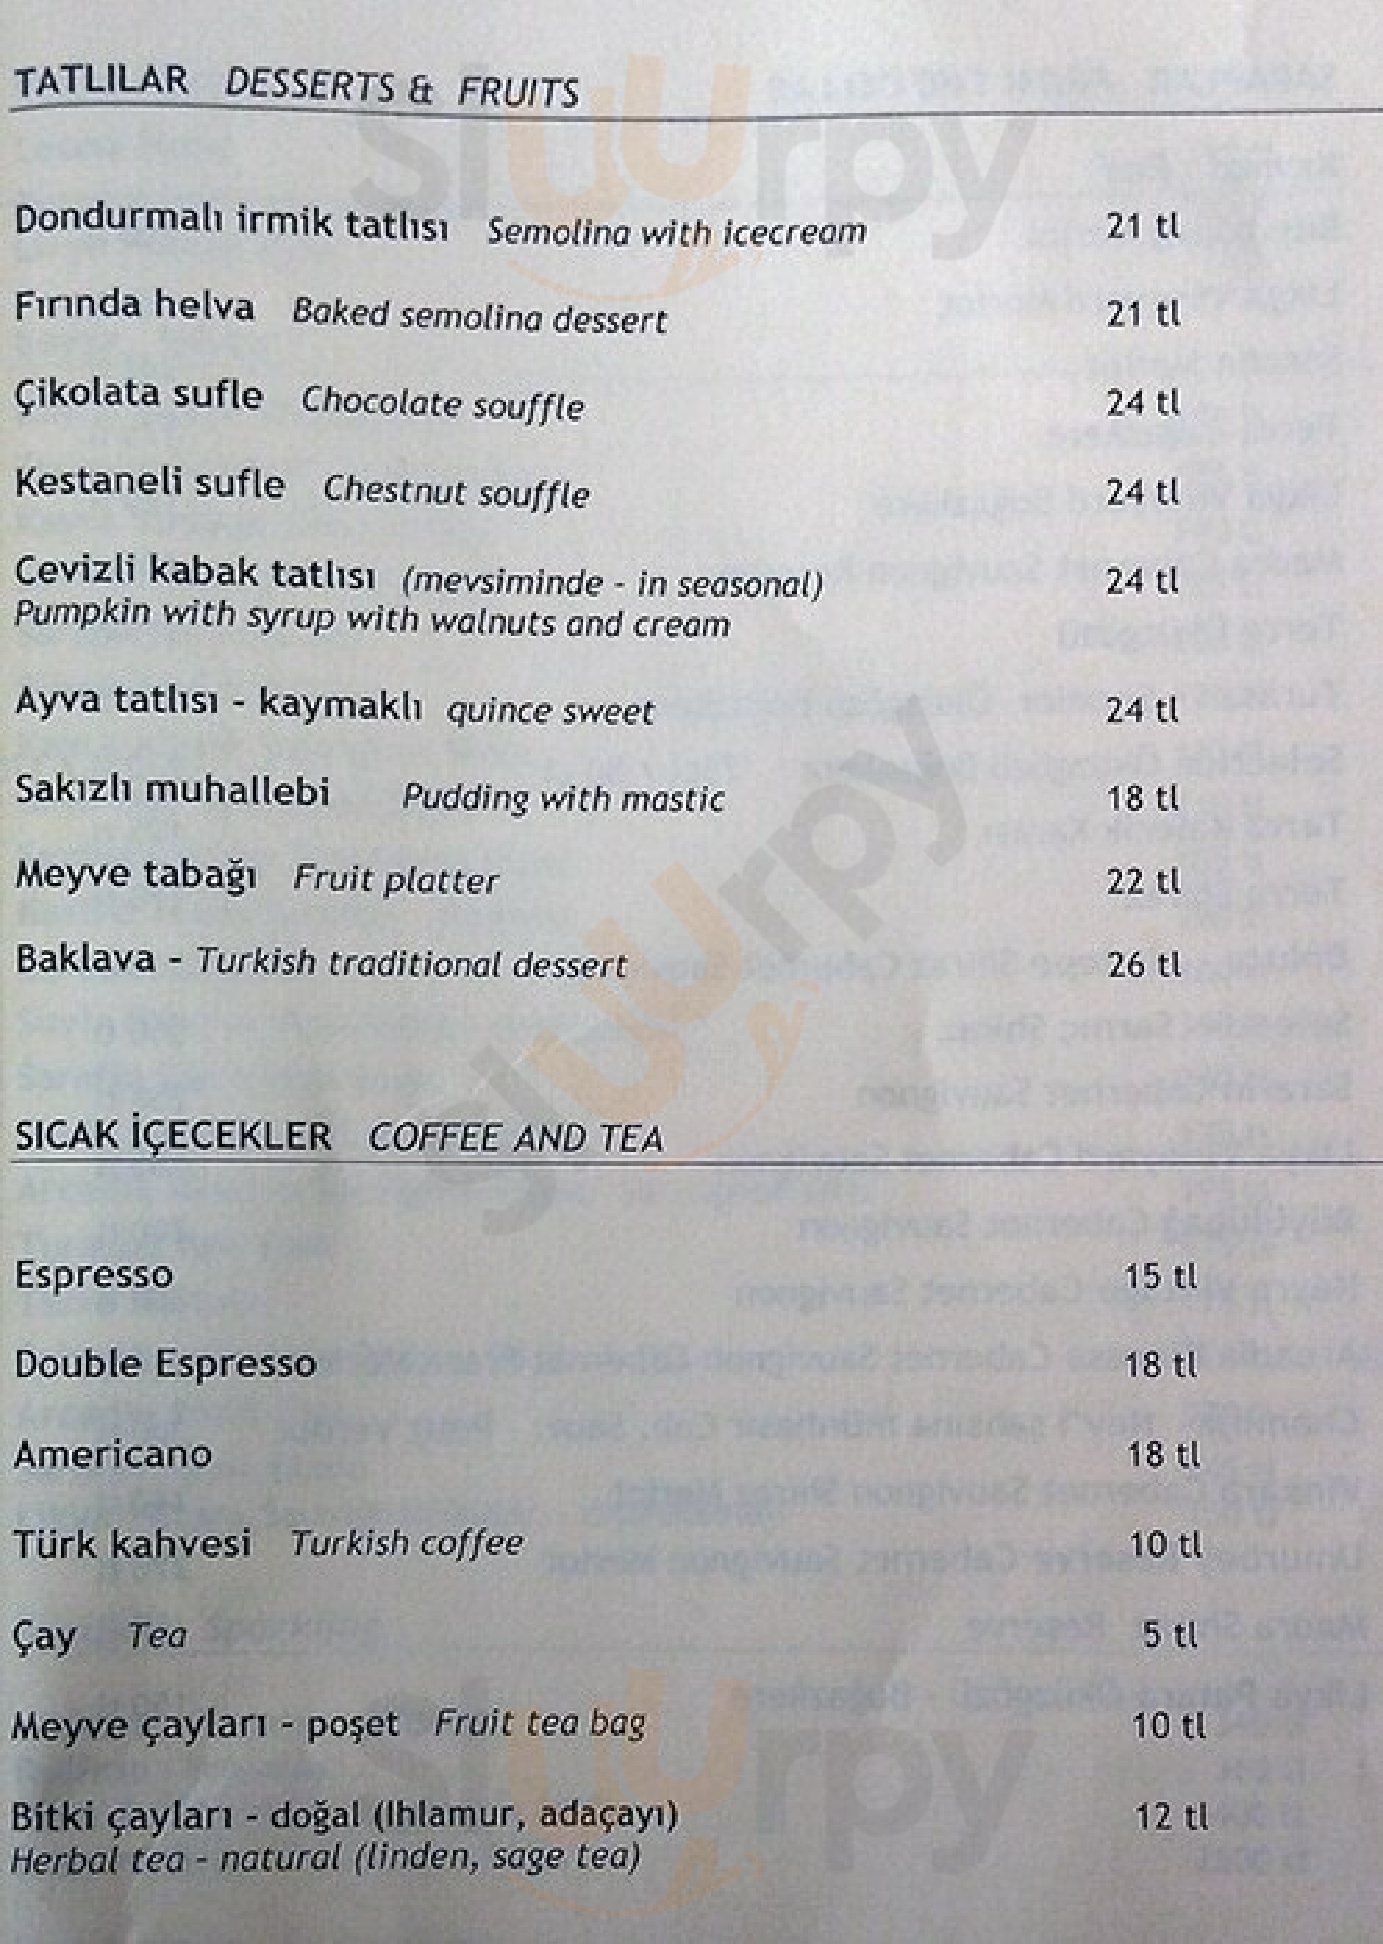 TATLILAR DESSERTS & FRUITS
Dondurmalı irmik tatlısı Semolina with icecream 21 tl
Fırında helva Baked semolina dessert 21 tl
Çikolata sufle Chocolate souffle 24 tl
Kestaneli sufle Chestnut souffle 24 tl
Cevizli kabak tatlısı (mevsiminde - in seasonal) 24 tl
Pumpkin with syrup with walnuts and cream
Ayva tatlısı - kaymaklı quince sweet 24 tl
Sakızlı muhallebi Pudding with mastic 18 tl
Meyve tabağı Fruit platter 22 tl
Baklava - Turkish traditional dessert 26 tl
SICAK İÇECEKLER COFFEE AND TEA
Espresso 15 tl
Double Espresso 18 tl
Americano 18 tl
Türk kahvesi Turkish coffee 10 tl
Çay Tea 5 tl
Meyve çayları - poşet Fruit tea bag 10 tl
Bitki çayları - doğal (Ihlamur, adaçayı) 12 tl
Herbal tea - natural (linden, sage tea)
sluurpy
sluurpy
sluurpy